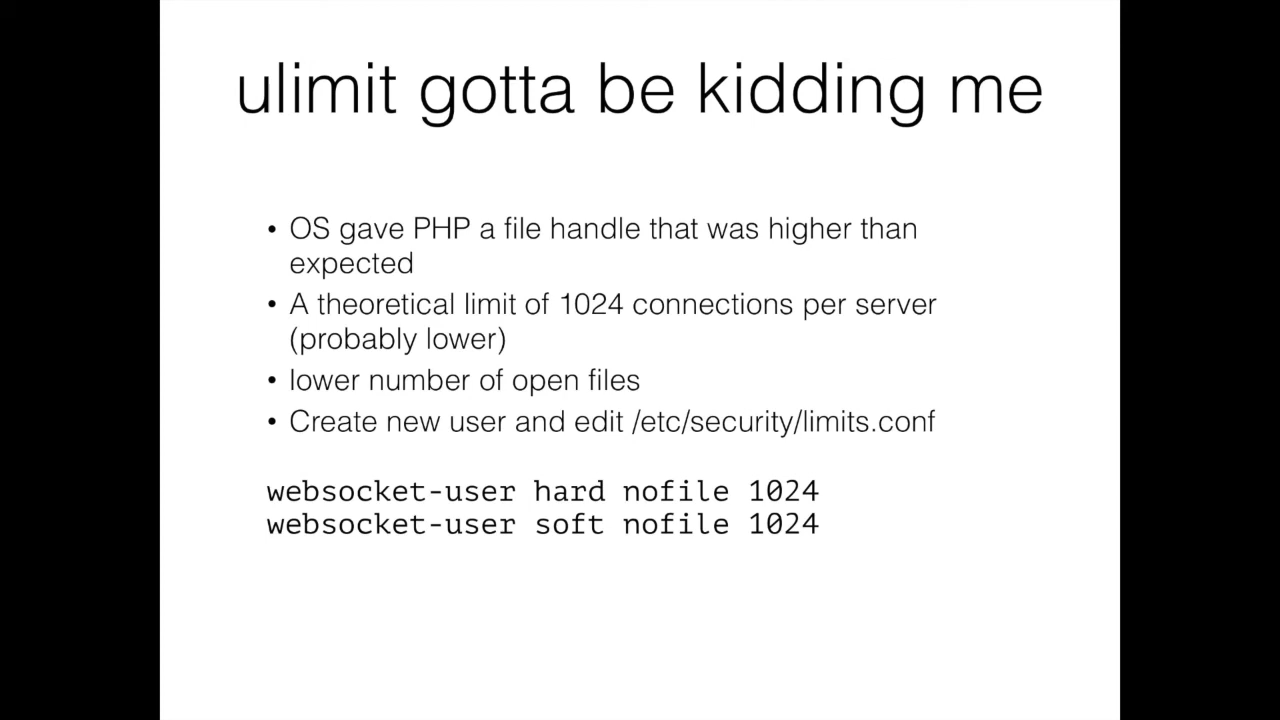 ulimit gotta be kidding me
• OS gave PHP a file handle that was higher than
expected
• A theoretical limit of 1024 connections per server
(probably lower)
• lower number of open files
• Create new user and edit /etc/security/limits.conf
websocket-user hard nofile 1024
websocket-user soft nofile 1024